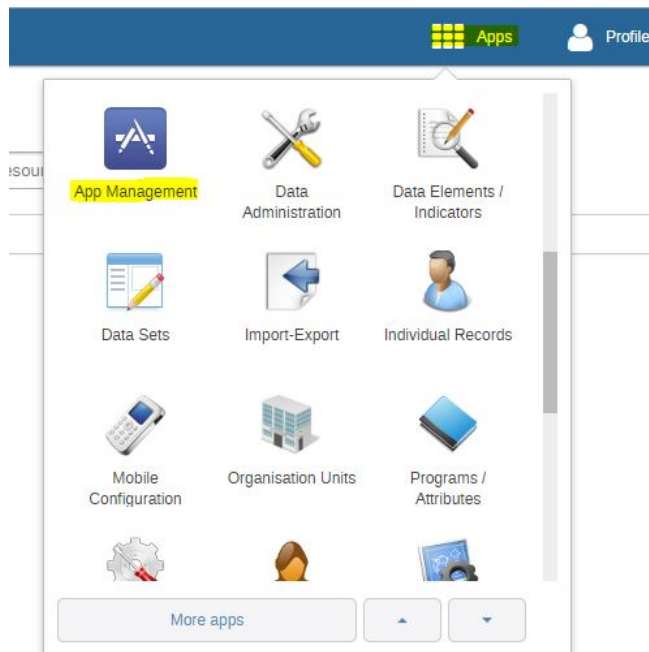 Apps Profile
esour
App Management Data Data Elements /
Administration Indicators
Data Sets Import-Export Individual Records
Mobile Organisation Units Programs /
Configuration Attributes
More apps